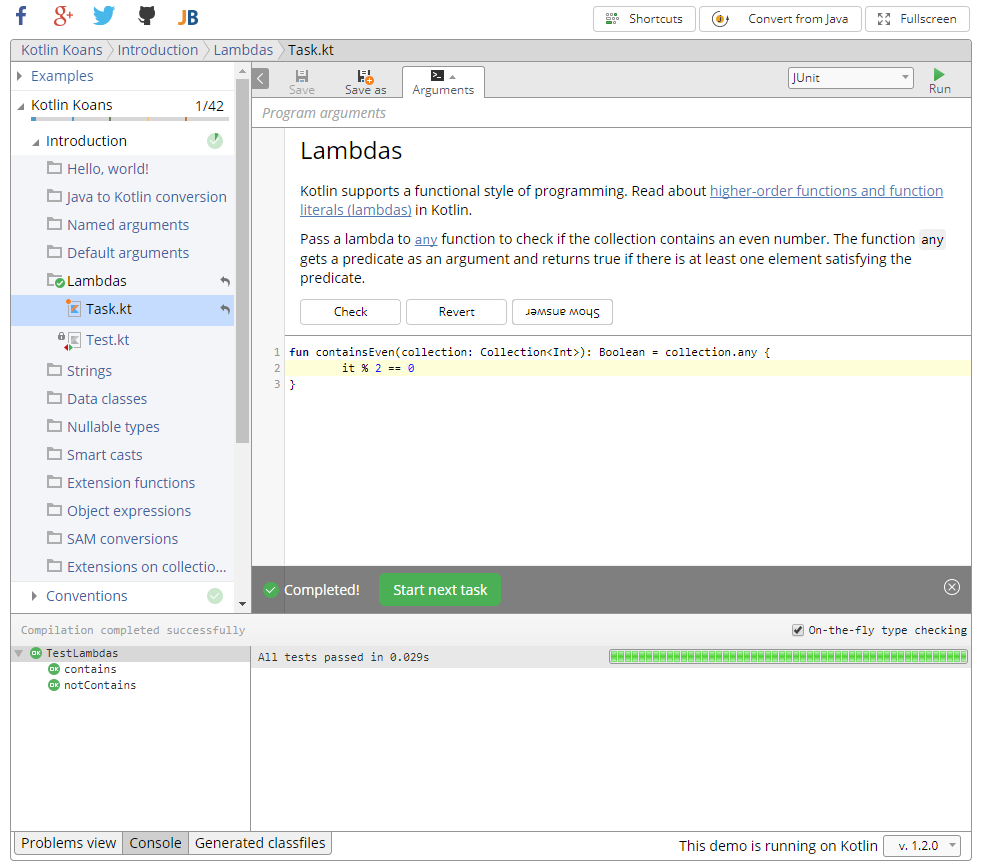 g+
JB
Shortcuts
Convert from Java
Fullscreen
Kotlin Koans Introduction Lambdas Task.kt
Examples
Kotlin Koans 1/42
Introduction
Hello, world!
Java to Kotlin conversion
Named arguments
Default arguments
Lambdas
Task.kt
Test.kt
Strings
Data classes
Nullable types
Smart casts
Extension functions
Object expressions
SAM conversions
Extensions on collectio...
Conventions
Save
Save as
Arguments
JUnit
Run
Program arguments
Lambdas
Kotlin supports a functional style of programming. Read about higher-order functions and function
literals (lambdas) in Kotlin.
Pass a lambda to any function to check if the collection contains an even number. The function any
gets a predicate as an argument and returns true if there is at least one element satisfying the
predicate.
Check
Revert
Show answer
1 fun containsEven(collection: Collection<Int>): Boolean = collection.any {
2 it % 2 == 0
3 }
Completed!
Start next task
Compilation completed successfully
On-the-fly type checking
OK TestLambdas
OK contains
OK notContains
All tests passed in 0.029s
Problems view
Console
Generated classfiles
This demo is running on Kotlin v. 1.2.0